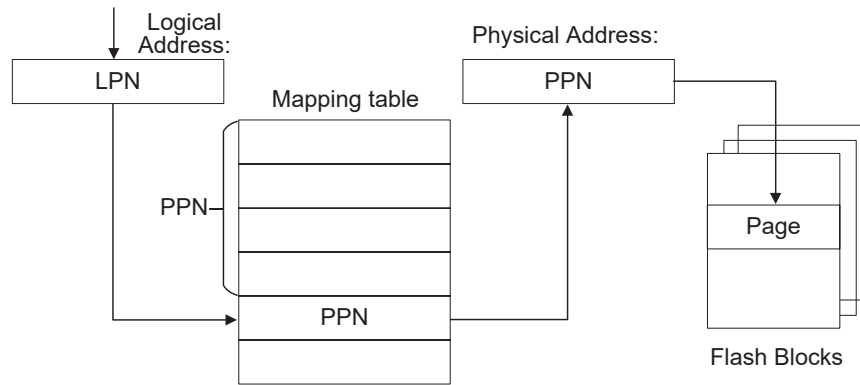 Logical
Address:
LPN
Mapping table
PPN
PPN
Physical Address:
PPN
Page
Flash Blocks